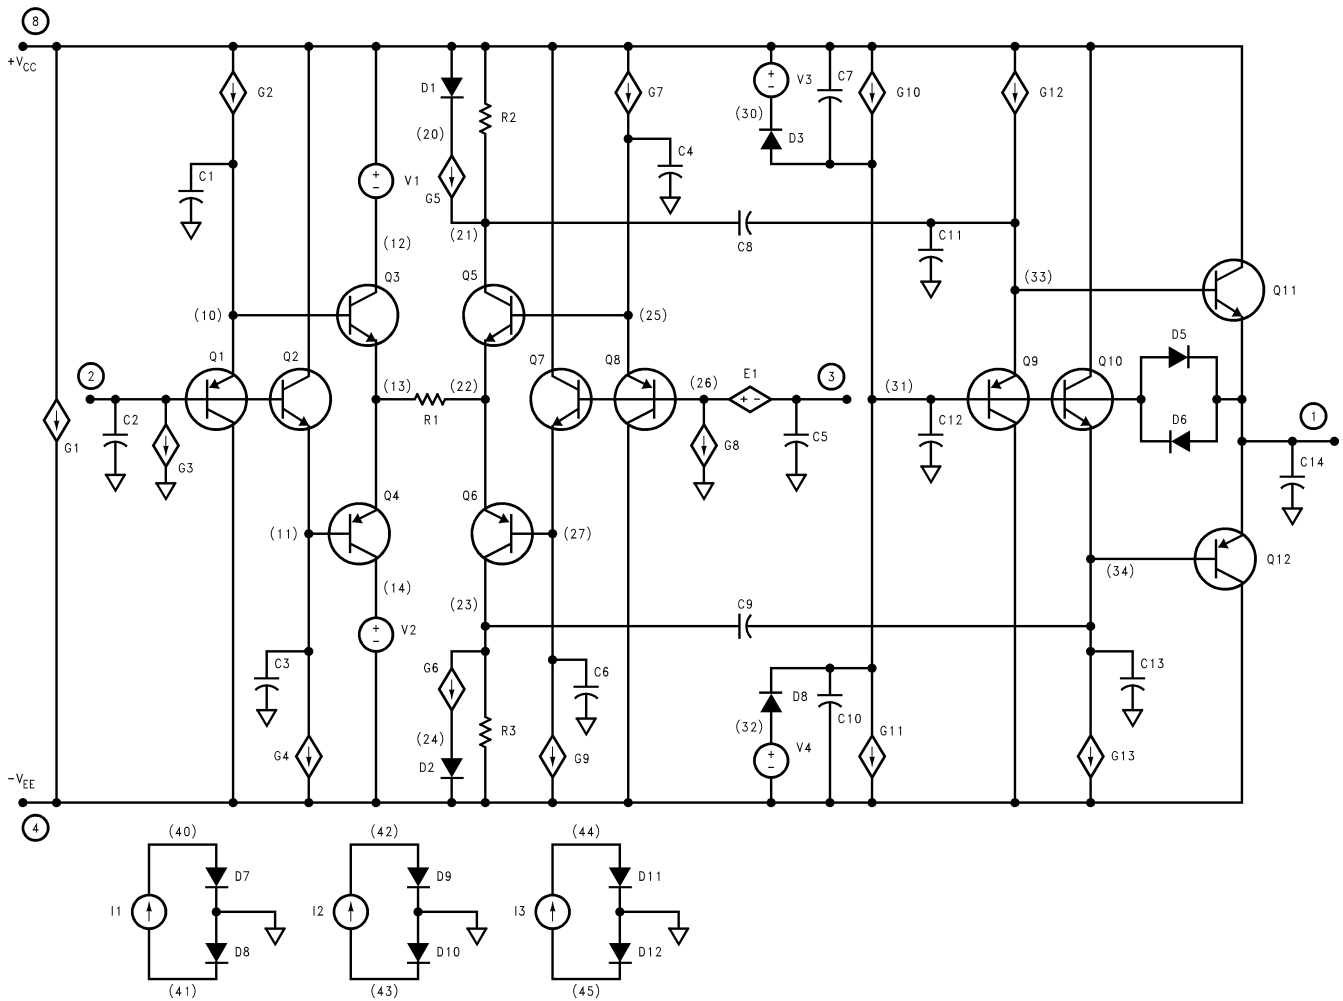 8
+VCC
G2
D1
R2
G7
V3
C7
G10
G12
(30)
D3
(20)
C1
C4
V1
G5
(12)
(21)
C8
C11
Q3
Q5
(33)
(10)
(25)
Q11
2
Q1
Q2
(13)
(22)
Q7
Q8
(26)
E1
3
(31)
Q9
Q10
D5
D6
1
G1
C2
G3
R1
G8
C5
C12
C14
Q4
Q6
(11)
(27)
Q12
(34)
(14)
(23)
C9
V2
C3
G6
C6
D8
C10
C13
(24)
R3
(32)
V4
G11
G4
D2
G9
G13
-VEE
4
(40)
(42)
(44)
D7
D9
D11
I1
I2
I3
D8
D10
D12
(41)
(43)
(45)